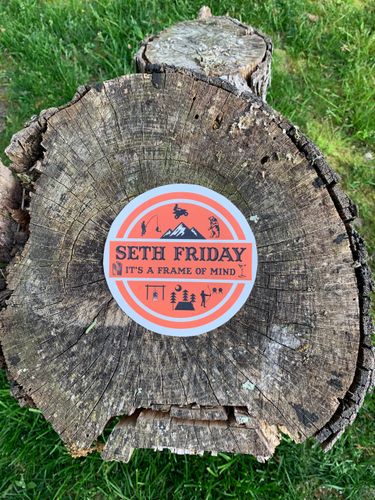 SETH FRIDAY
IT'S A FRAME OF MIND